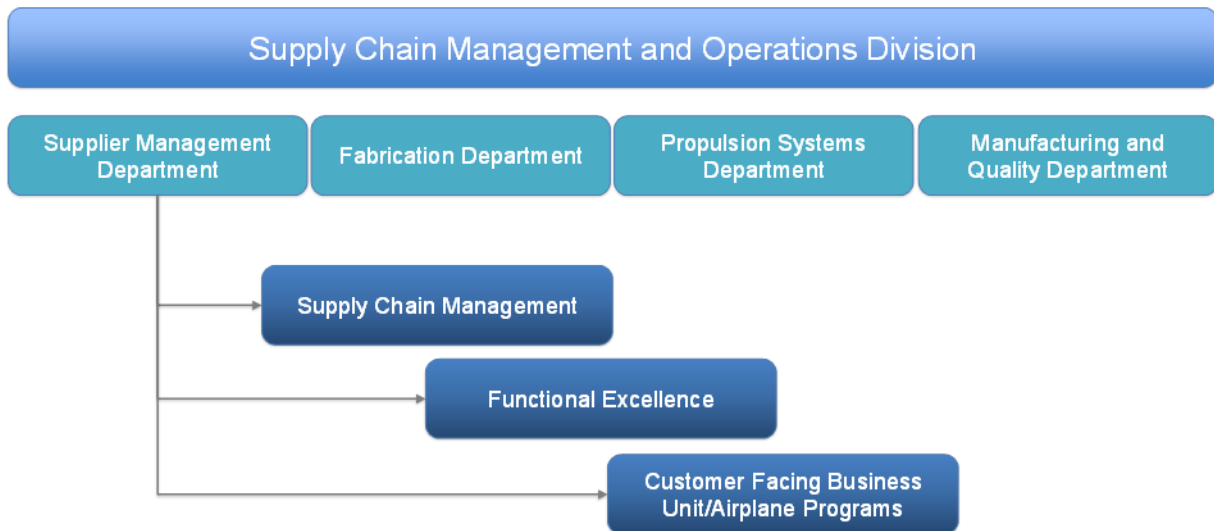 Supply Chain Management and Operations Division
Supplier Management
Department
Fabrication Department
Propulsion Systems
Department
Manufacturing and
Quality Department
Supply Chain Management
Functional Excellence
Customer Facing Business
Unit/Airplane Programs